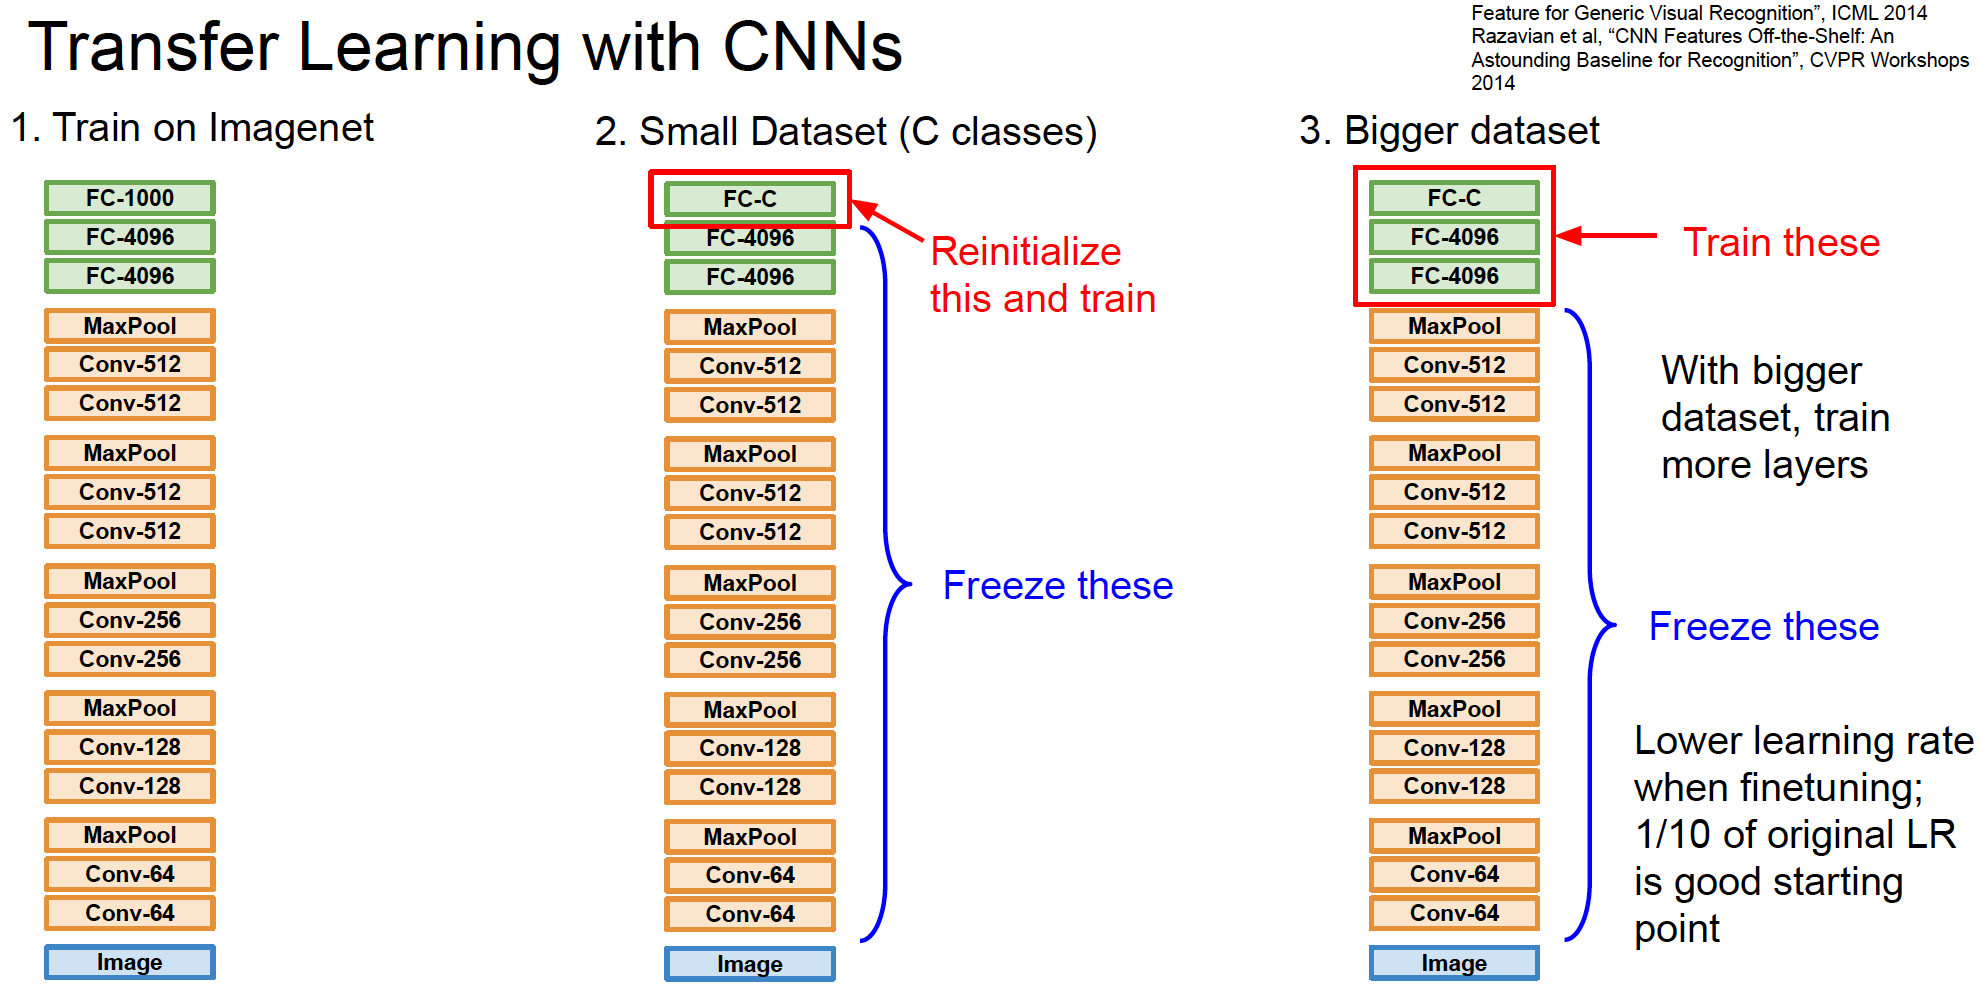 Transfer Learning with CNNs
Feature for Generic Visual Recognition”, ICML 2014
Razavian et al, “CNN Features Off-the-Shelf: An
Astounding Baseline for Recognition”, CVPR Workshops
2014
1. Train on Imagenet
FC-1000
FC-4096
FC-4096
MaxPool
Conv-512
Conv-512
MaxPool
Conv-512
Conv-512
MaxPool
Conv-256
Conv-256
MaxPool
Conv-128
Conv-128
MaxPool
Conv-64
Conv-64
Image
2. Small Dataset (C classes)
FC-C
FC-4096
FC-4096
MaxPool
Conv-512
Conv-512
MaxPool
Conv-512
Conv-512
MaxPool
Conv-256
Conv-256
MaxPool
Conv-128
Conv-128
MaxPool
Conv-64
Conv-64
Image
Reinitialize
this and train
Freeze these
3. Bigger dataset
FC-C
FC-4096
FC-4096
MaxPool
Conv-512
Conv-512
MaxPool
Conv-512
Conv-512
MaxPool
Conv-256
Conv-256
MaxPool
Conv-128
Conv-128
MaxPool
Conv-64
Conv-64
Image
Train these
With bigger
dataset, train
more layers
Freeze these
Lower learning rate
when finetuning;
1/10 of original LR
is good starting
point